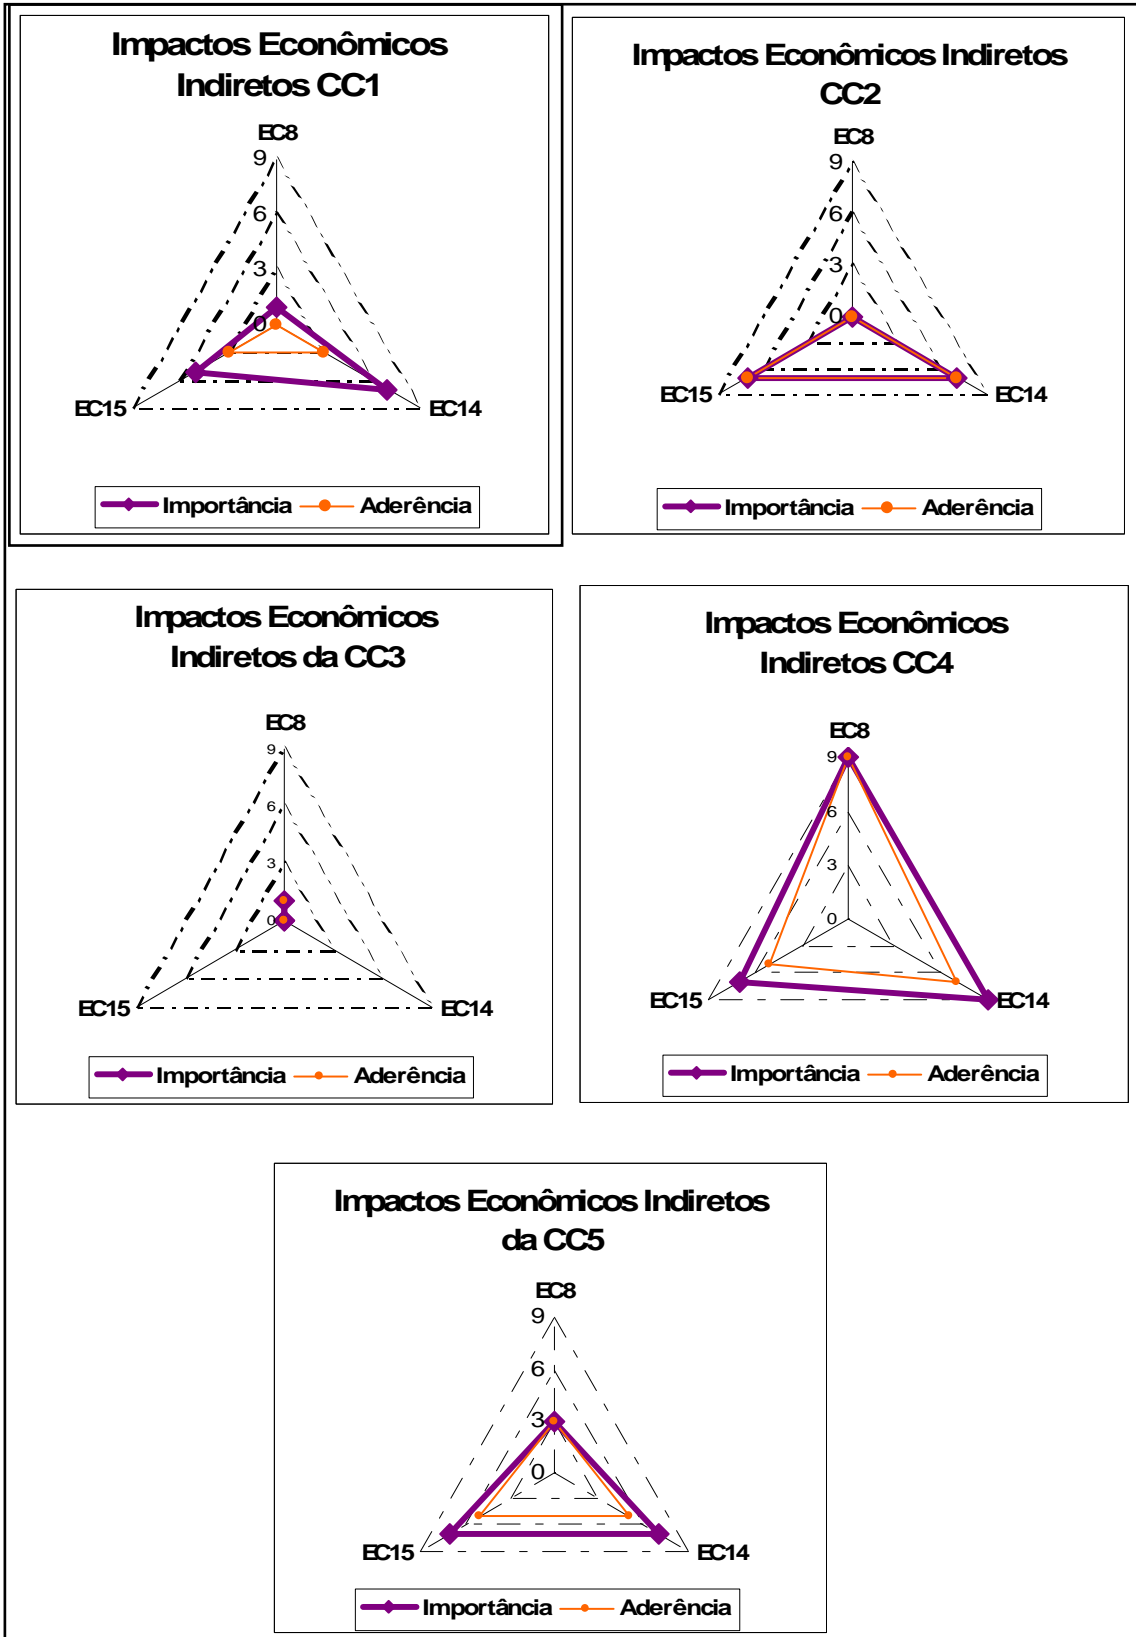 Impactos Econômicos
Indiretos CC1
EC8
9
6
3
0
EC15
EC14
Importância
Aderência
Impactos Econômicos Indiretos
CC2
EC8
9
6
3
0
EC15
EC14
Importância
Aderência
Impactos Econômicos
Indiretos da CC3
EC8
9
6
3
0
EC15
EC14
Importância
Aderência
Impactos Econômicos
Indiretos CC4
EC8
9
6
3
0
EC15
EC14
Importância
Aderência
Impactos Econômicos Indiretos
da CC5
EC8
9
6
3
0
EC15
EC14
Importância
Aderência